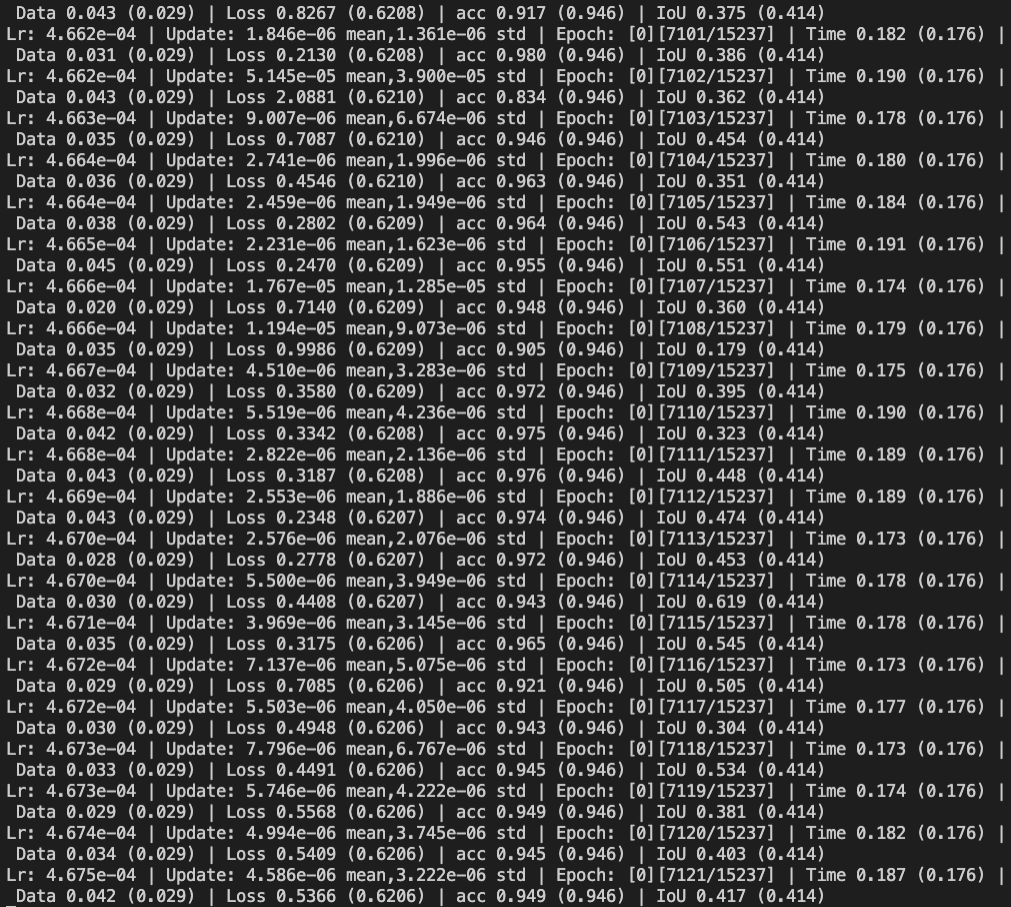 Data 0.043 (0.029) | Loss 0.8267 (0.6208) | acc 0.917 (0.946) | IoU 0.375 (0.414)
Lr: 4.662e-04 | Update: 1.846e-06 mean,1.361e-06 std | Epoch: [0][7101/15237] | Time 0.182 (0.176) |
Data 0.031 (0.029) | Loss 0.2130 (0.6208) | acc 0.980 (0.946) | IoU 0.386 (0.414)
Lr: 4.662e-04 | Update: 5.145e-05 mean,3.900e-05 std | Epoch: [0][7102/15237] | Time 0.190 (0.176) |
Data 0.043 (0.029) | Loss 2.0881 (0.6210) | acc 0.834 (0.946) | IoU 0.362 (0.414)
Lr: 4.663e-04 | Update: 9.007e-06 mean,6.674e-06 std | Epoch: [0][7103/15237] | Time 0.178 (0.176) |
Data 0.035 (0.029) | Loss 0.7087 (0.6210) | acc 0.946 (0.946) | IoU 0.454 (0.414)
Lr: 4.664e-04 | Update: 2.741e-06 mean,1.996e-06 std | Epoch: [0][7104/15237] | Time 0.180 (0.176) |
Data 0.036 (0.029) | Loss 0.4546 (0.6210) | acc 0.963 (0.946) | IoU 0.351 (0.414)
Lr: 4.664e-04 | Update: 2.459e-06 mean,1.949e-06 std | Epoch: [0][7105/15237] | Time 0.184 (0.176) |
Data 0.038 (0.029) | Loss 0.2802 (0.6209) | acc 0.964 (0.946) | IoU 0.543 (0.414)
Lr: 4.665e-04 | Update: 2.231e-06 mean,1.623e-06 std | Epoch: [0][7106/15237] | Time 0.191 (0.176) |
Data 0.045 (0.029) | Loss 0.2470 (0.6209) | acc 0.955 (0.946) | IoU 0.551 (0.414)
Lr: 4.666e-04 | Update: 1.767e-05 mean,1.285e-05 std | Epoch: [0][7107/15237] | Time 0.174 (0.176) |
Data 0.020 (0.029) | Loss 0.7140 (0.6209) | acc 0.948 (0.946) | IoU 0.360 (0.414)
Lr: 4.666e-04 | Update: 1.194e-05 mean,9.073e-06 std | Epoch: [0][7108/15237] | Time 0.179 (0.176) |
Data 0.035 (0.029) | Loss 0.9986 (0.6209) | acc 0.905 (0.946) | IoU 0.179 (0.414)
Lr: 4.667e-04 | Update: 4.510e-06 mean,3.283e-06 std | Epoch: [0][7109/15237] | Time 0.175 (0.176) |
Data 0.032 (0.029) | Loss 0.3580 (0.6209) | acc 0.972 (0.946) | IoU 0.395 (0.414)
Lr: 4.668e-04 | Update: 5.519e-06 mean,4.236e-06 std | Epoch: [0][7110/15237] | Time 0.190 (0.176) |
Data 0.042 (0.029) | Loss 0.3342 (0.6208) | acc 0.975 (0.946) | IoU 0.323 (0.414)
Lr: 4.668e-04 | Update: 2.822e-06 mean,2.136e-06 std | Epoch: [0][7111/15237] | Time 0.189 (0.176) |
Data 0.043 (0.029) | Loss 0.3187 (0.6208) | acc 0.976 (0.946) | IoU 0.448 (0.414)
Lr: 4.669e-04 | Update: 2.553e-06 mean,1.886e-06 std | Epoch: [0][7112/15237] | Time 0.189 (0.176) |
Data 0.043 (0.029) | Loss 0.2348 (0.6207) | acc 0.974 (0.946) | IoU 0.474 (0.414)
Lr: 4.670e-04 | Update: 2.576e-06 mean,2.076e-06 std | Epoch: [0][7113/15237] | Time 0.173 (0.176) |
Data 0.028 (0.029) | Loss 0.2778 (0.6207) | acc 0.972 (0.946) | IoU 0.453 (0.414)
Lr: 4.670e-04 | Update: 5.500e-06 mean,3.949e-06 std | Epoch: [0][7114/15237] | Time 0.178 (0.176) |
Data 0.030 (0.029) | Loss 0.4408 (0.6207) | acc 0.943 (0.946) | IoU 0.619 (0.414)
Lr: 4.671e-04 | Update: 3.969e-06 mean,3.145e-06 std | Epoch: [0][7115/15237] | Time 0.178 (0.176) |
Data 0.035 (0.029) | Loss 0.3175 (0.6206) | acc 0.965 (0.946) | IoU 0.545 (0.414)
Lr: 4.672e-04 | Update: 7.137e-06 mean,5.075e-06 std | Epoch: [0][7116/15237] | Time 0.173 (0.176) |
Data 0.029 (0.029) | Loss 0.7085 (0.6206) | acc 0.921 (0.946) | IoU 0.505 (0.414)
Lr: 4.672e-04 | Update: 5.503e-06 mean,4.050e-06 std | Epoch: [0][7117/15237] | Time 0.177 (0.176) |
Data 0.030 (0.029) | Loss 0.4948 (0.6206) | acc 0.943 (0.946) | IoU 0.304 (0.414)
Lr: 4.673e-04 | Update: 7.796e-06 mean,6.767e-06 std | Epoch: [0][7118/15237] | Time 0.173 (0.176) |
Data 0.033 (0.029) | Loss 0.4491 (0.6206) | acc 0.945 (0.946) | IoU 0.534 (0.414)
Lr: 4.673e-04 | Update: 5.746e-06 mean,4.222e-06 std | Epoch: [0][7119/15237] | Time 0.174 (0.176) |
Data 0.029 (0.029) | Loss 0.5568 (0.6206) | acc 0.949 (0.946) | IoU 0.381 (0.414)
Lr: 4.674e-04 | Update: 4.994e-06 mean,3.745e-06 std | Epoch: [0][7120/15237] | Time 0.182 (0.176) |
Data 0.034 (0.029) | Loss 0.5409 (0.6206) | acc 0.945 (0.946) | IoU 0.403 (0.414)
Lr: 4.675e-04 | Update: 4.586e-06 mean,3.222e-06 std | Epoch: [0][7121/15237] | Time 0.187 (0.176) |
Data 0.042 (0.029) | Loss 0.5366 (0.6206) | acc 0.949 (0.946) | IoU 0.417 (0.414)